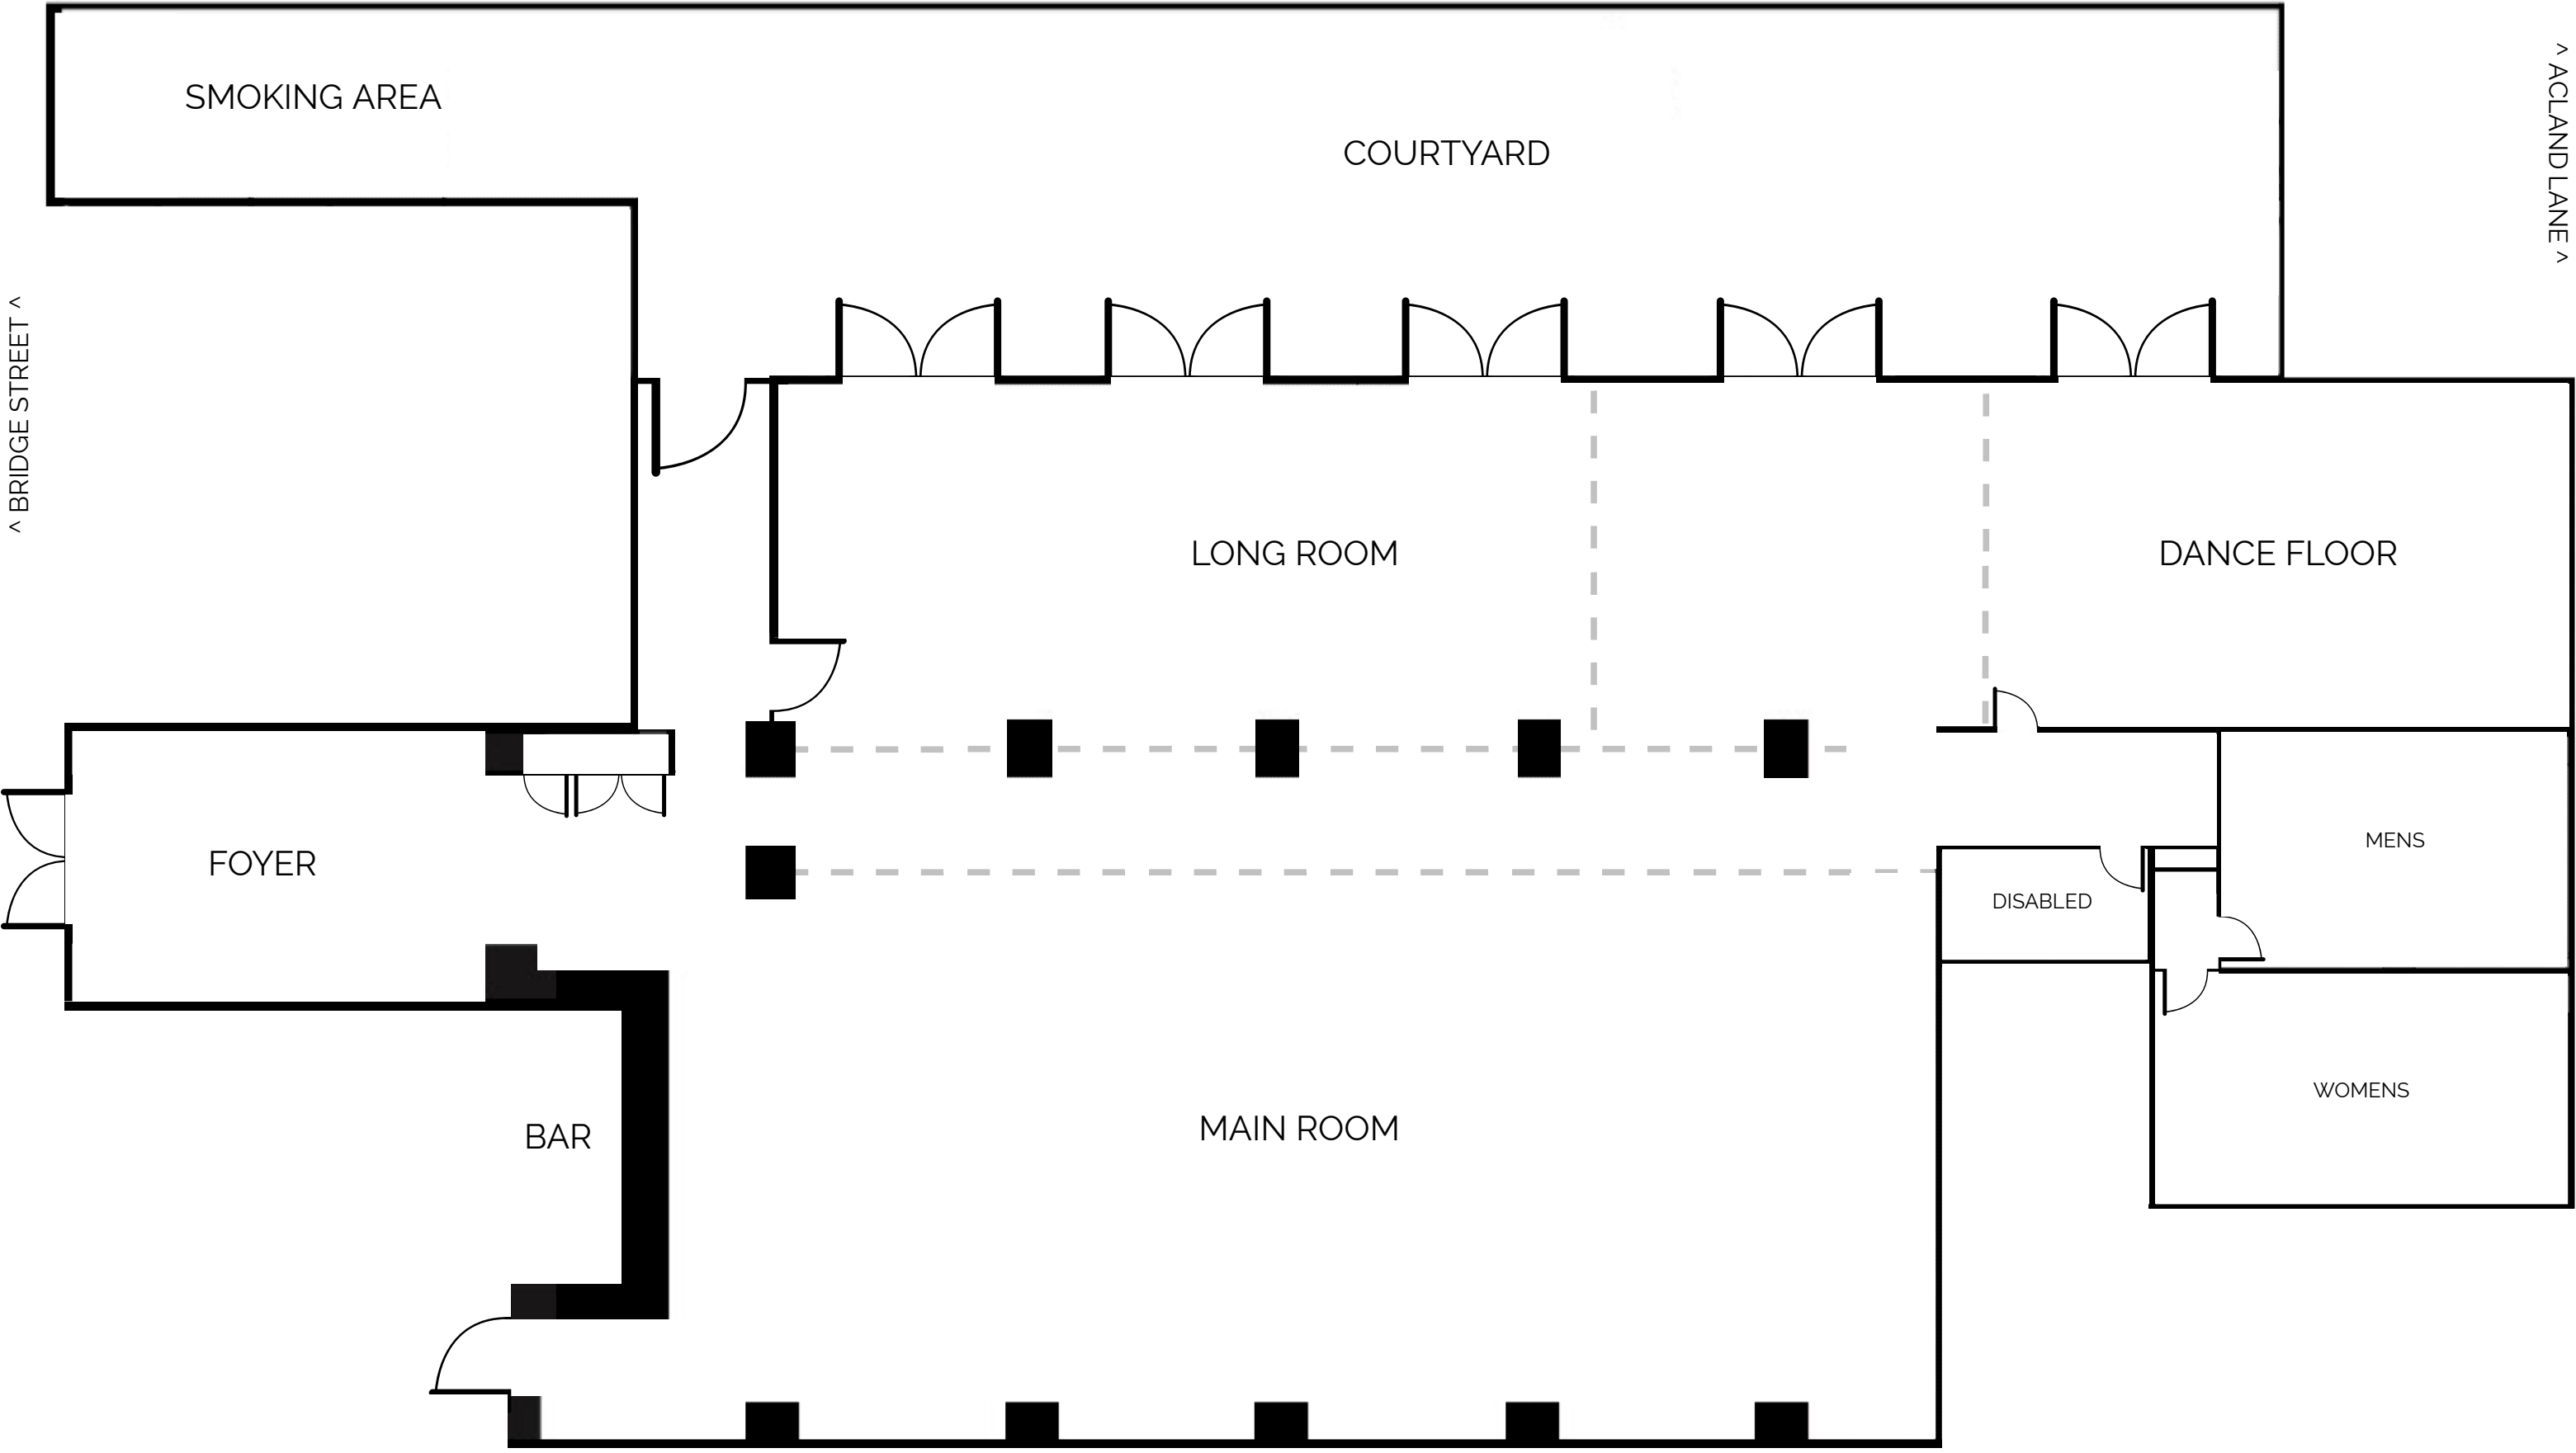 SMOKING AREA
COURTYARD
^ ACLAND LANE ^
^ BRIDGE STREET ^
LONG ROOM
DANCE FLOOR
FOYER
MENS
DISABLED
WOMENS
BAR
MAIN ROOM